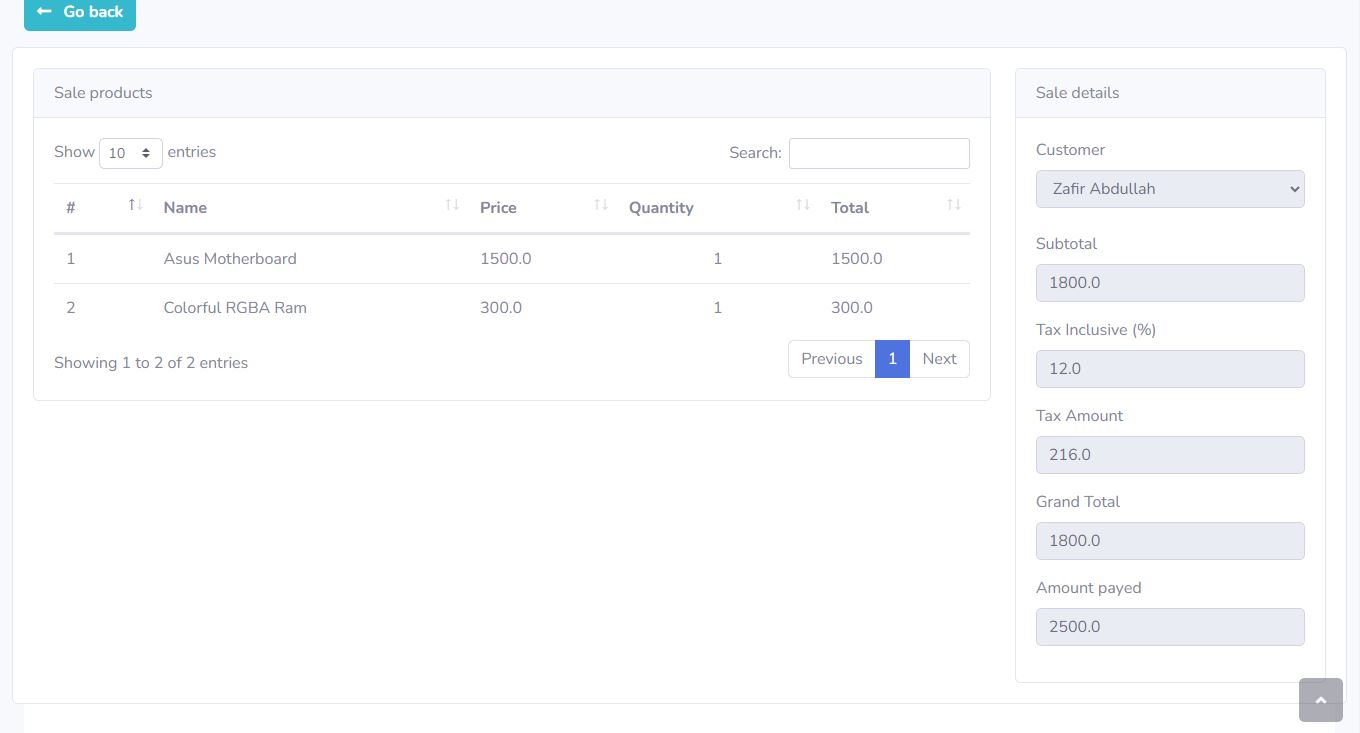 Go back
Sale products
Show 10 entries
Search:
# Name Price Quantity Total
1 Asus Motherboard 1500.0 1 1500.0
2 Colorful RGBA Ram 300.0 1 300.0
Showing 1 to 2 of 2 entries
Previous 1 Next
Sale details
Customer
Zafir Abdullah
Subtotal
1800.0
Tax Inclusive (%)
12.0
Tax Amount
216.0
Grand Total
1800.0
Amount payed
2500.0